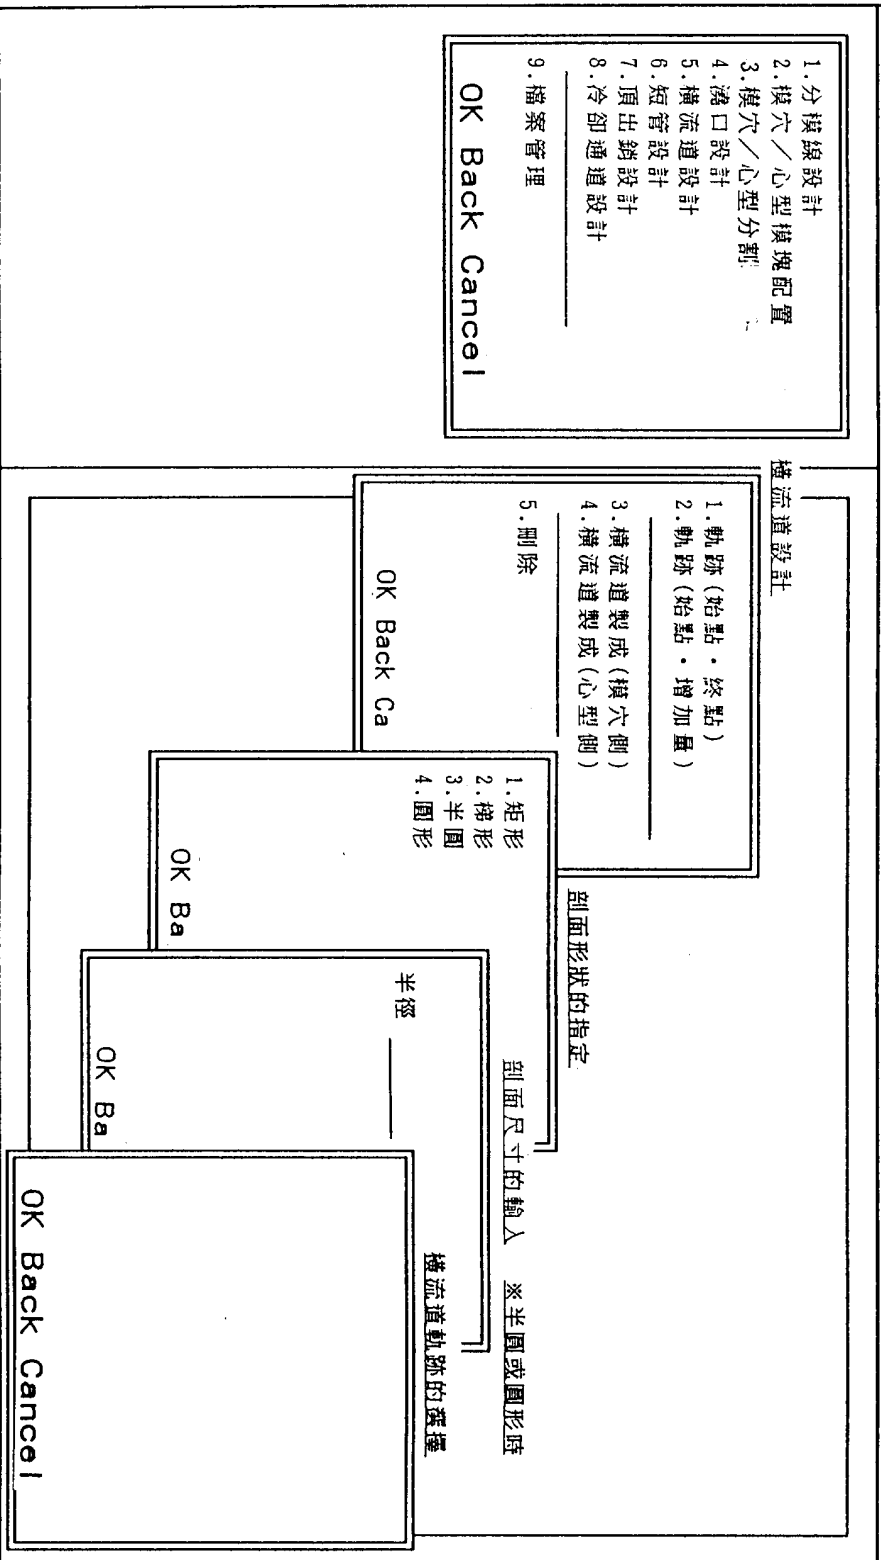 1.分模線設計
2.模穴／心型模塊配置
3.模穴／心型分割
4.澆口設計
5.橫流道設計
6.短管設計
7.頂出銷設計
8.冷卻通道設計
9.檔案管理
OK Back Cancel
橫流道設計
1.軌跡(始點・終點)
2.軌跡(始點・增加量)
3.橫流道製成(模穴側)
4.橫流道製成(心型側)
5.刪除
OK Back Ca
剖面形狀的指定
1.矩形
2.梯形
3.半圓
4.圓形
OK Ba
剖面尺寸的輸入 ※半圓或圓形時
半徑
OK Ba
橫流道軌跡的選擇
OK Back Cancel